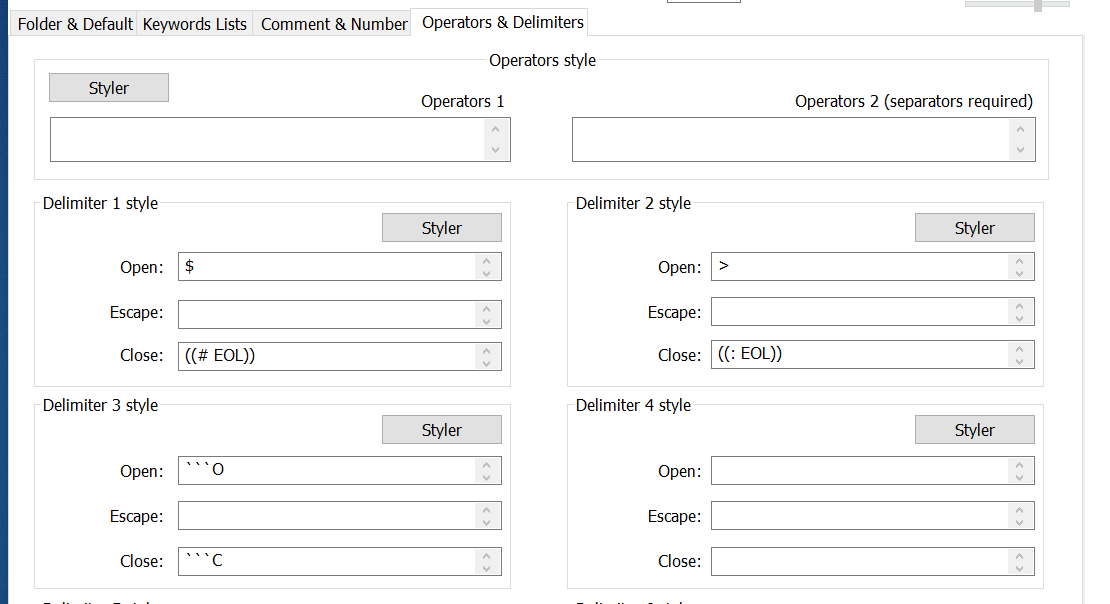 Folder & Default Keywords Lists Comment & Number Operators & Delimiters
Operators style
Styler
Operators 1 Operators 2 (separators required)
Delimiter 1 style Delimiter 2 style
Styler Styler
Open: $ Open: >
Escape: Escape:
Close: ((# EOL)) Close: ((: EOL))
Delimiter 3 style Delimiter 4 style
Styler Styler
Open: ```O Open:
Escape: Escape:
Close: ```C Close: